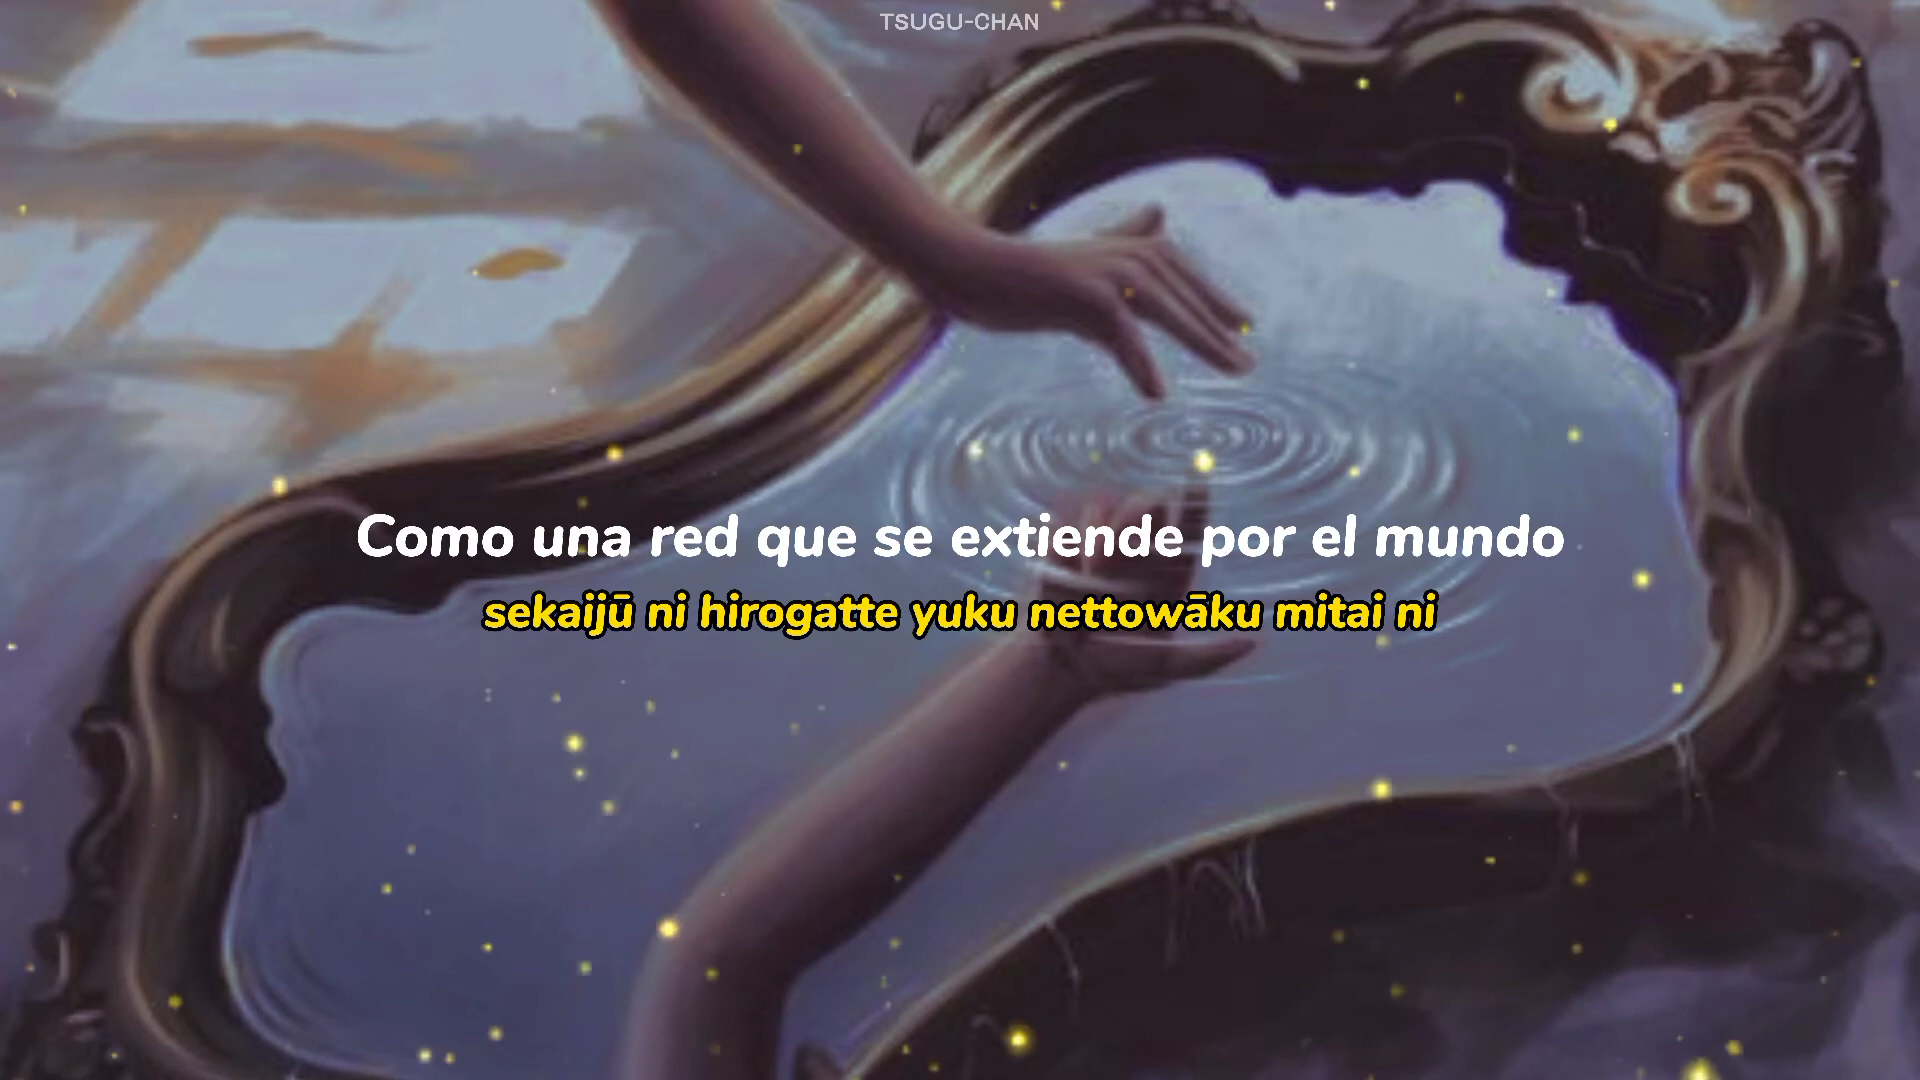 TSUGU-CHAN
Como una red que se extiende por el mundo
sekaijū ni hirogatte yuku nettowāku mitai ni